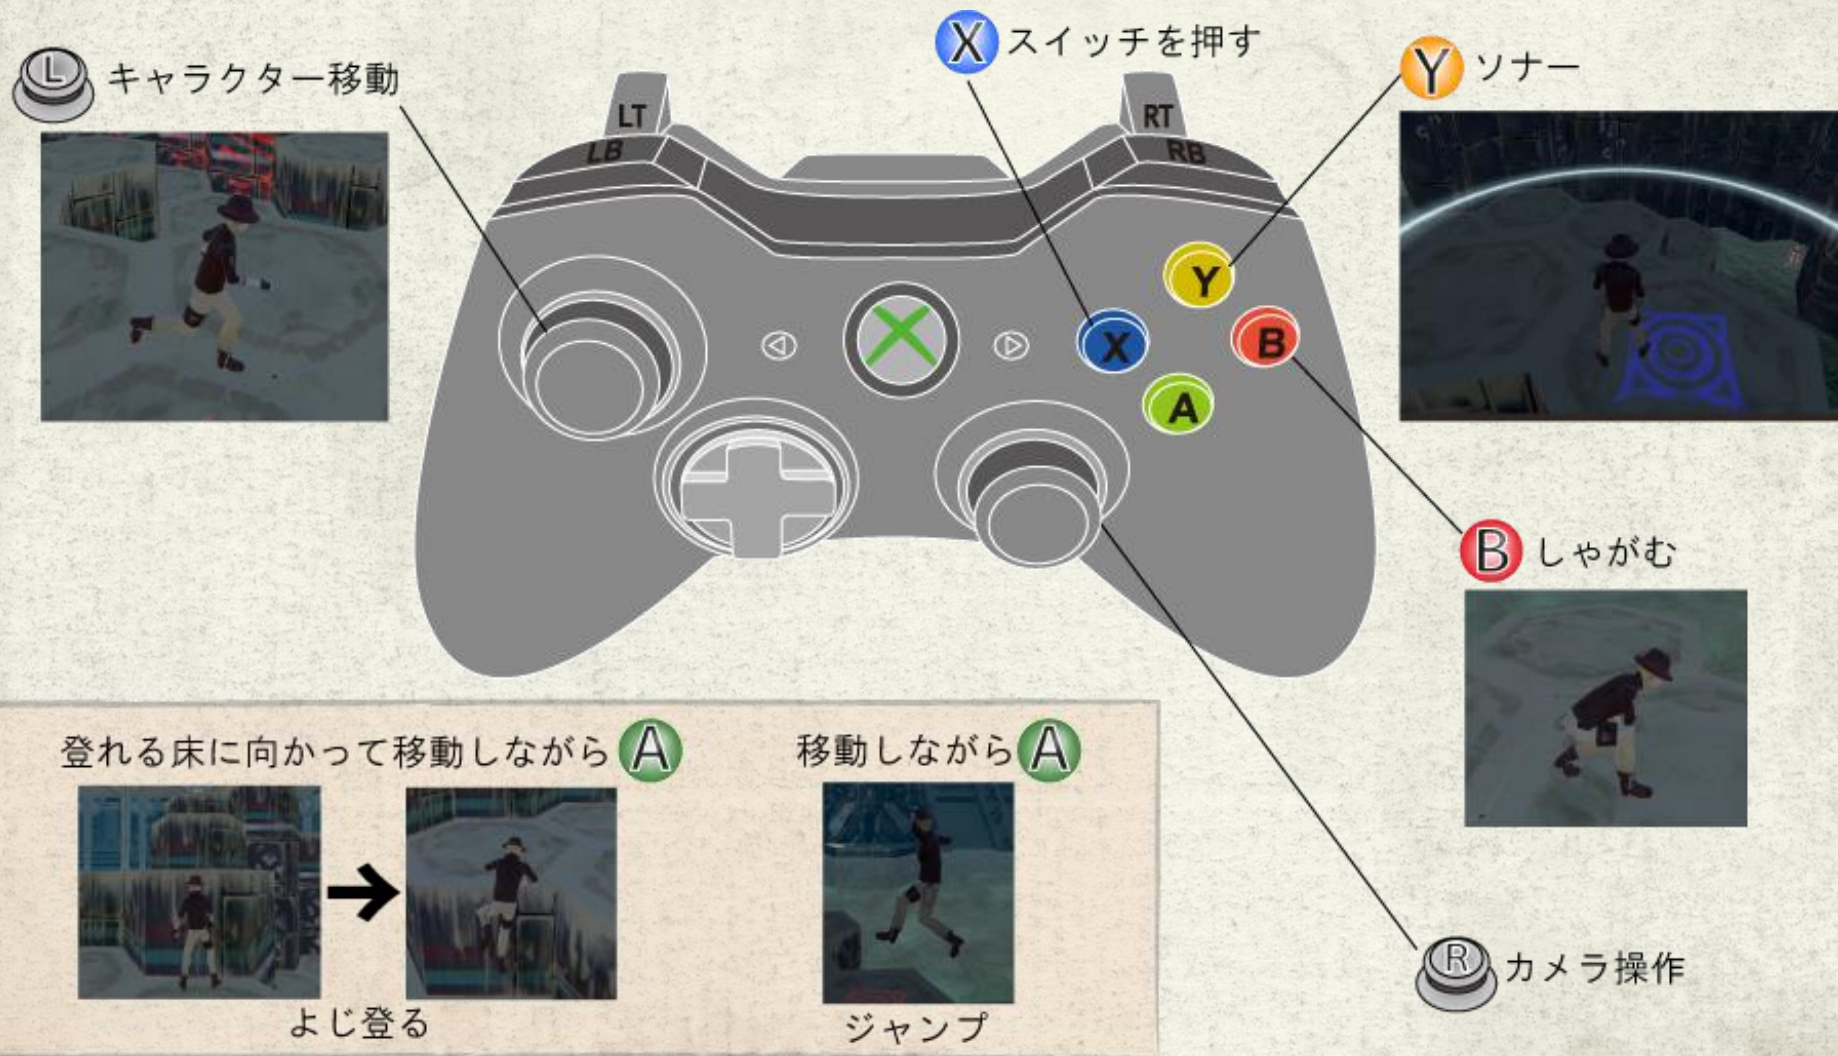 L キャラクター移動
X スイッチを押す
Y ソナー
LT
RT
LB
RB
Y
X
B
A
B しゃがむ
登れる床に向かって移動しながらA
移動しながらA
よじ登る
ジャンプ
R カメラ操作